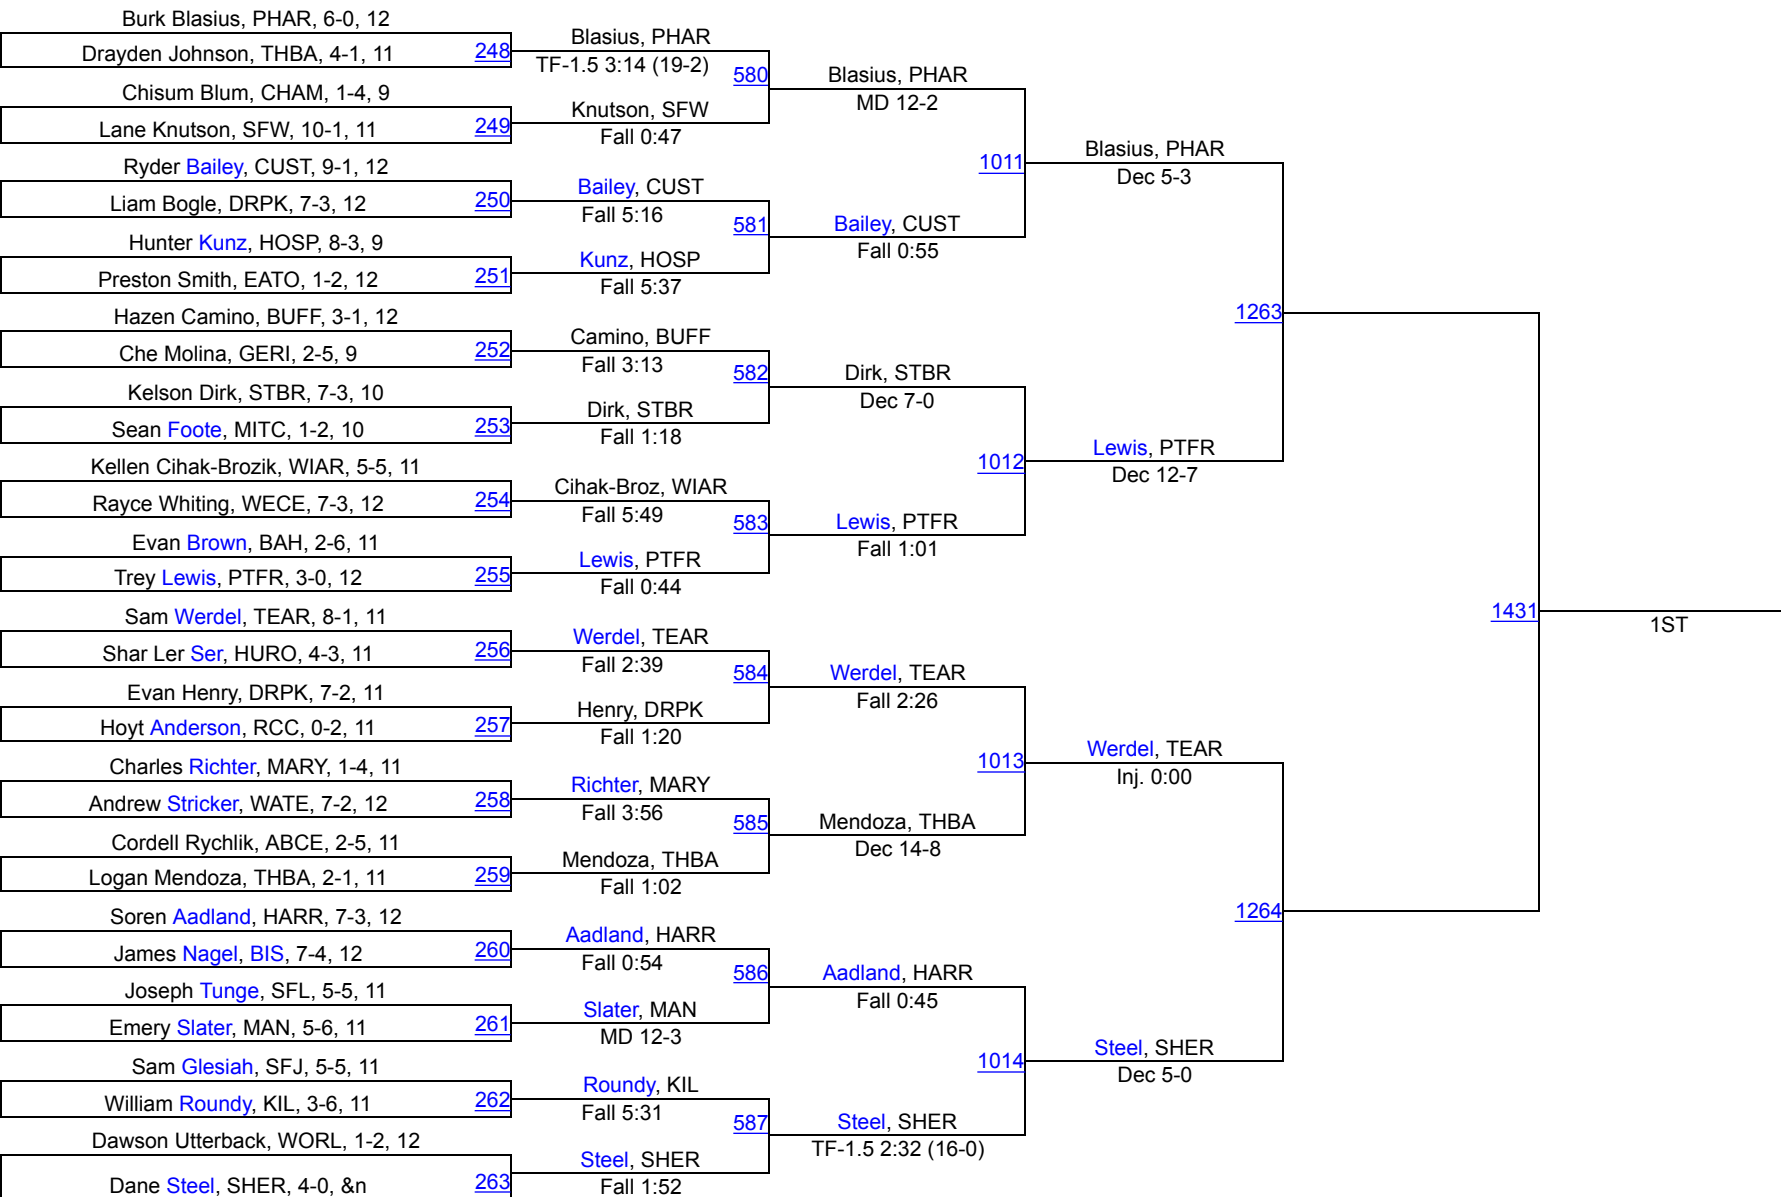 Burk Blasius, PHAR, 6-0, 12
Drayden Johnson, THBA, 4-1, 11
248
Chisum Blum, CHAM, 1-4, 9
Lane Knutson, SFW, 10-1, 11
249
Ryder Bailey, CUST, 9-1, 12
Liam Bogle, DRPK, 7-3, 12
250
Hunter Kunz, HOSP, 8-3, 9
Preston Smith, EATO, 1-2, 12
251
Hazen Camino, BUFF, 3-1, 12
Che Molina, GERI, 2-5, 9
252
Kelson Dirk, STBR, 7-3, 10
Sean Foote, MITC, 1-2, 10
253
Kellen Cihak-Brozik, WIAR, 5-5, 11
Rayce Whiting, WECE, 7-3, 12
254
Evan Brown, BAH, 2-6, 11
Trey Lewis, PTFR, 3-0, 12
255
Sam Werdel, TEAR, 8-1, 11
Shar Ler Ser, HURO, 4-3, 11
256
Evan Henry, DRPK, 7-2, 11
Hoyt Anderson, RCC, 0-2, 11
257
Charles Richter, MARY, 1-4, 11
Andrew Stricker, WATE, 7-2, 12
258
Cordell Rychlik, ABCE, 2-5, 11
Logan Mendoza, THBA, 2-1, 11
259
Soren Aadland, HARR, 7-3, 12
James Nagel, BIS, 7-4, 12
260
Joseph Tunge, SFL, 5-5, 11
Emery Slater, MAN, 5-6, 11
261
Sam Glesiah, SFJ, 5-5, 11
William Roundy, KIL, 3-6, 11
262
Dawson Utterback, WORL, 1-2, 12
Dane Steel, SHER, 4-0, &n
263
Blasius, PHAR
TF-1.5 3:14 (19-2)
580
Knutson, SFW
Fall 0:47
Bailey, CUST
Fall 5:16
581
Kunz, HOSP
Fall 5:37
Camino, BUFF
Fall 3:13
582
Dirk, STBR
Fall 1:18
Cihak-Broz, WIAR
Fall 5:49
583
Lewis, PTFR
Fall 0:44
Werdel, TEAR
Fall 2:39
584
Henry, DRPK
Fall 1:20
Richter, MARY
Fall 3:56
585
Mendoza, THBA
Fall 1:02
Aadland, HARR
Fall 0:54
586
Slater, MAN
MD 12-3
Roundy, KIL
Fall 5:31
587
Steel, SHER
Fall 1:52
Blasius, PHAR
MD 12-2
1011
Bailey, CUST
Fall 0:55
Dirk, STBR
Dec 7-0
1012
Lewis, PTFR
Fall 1:01
Werdel, TEAR
Fall 2:26
1013
Mendoza, THBA
Dec 14-8
Aadland, HARR
Fall 0:45
1014
Steel, SHER
TF-1.5 2:32 (16-0)
Blasius, PHAR
Dec 5-3
1263
Lewis, PTFR
Dec 12-7
Werdel, TEAR
Inj. 0:00
1264
Steel, SHER
Dec 5-0
1431
1ST